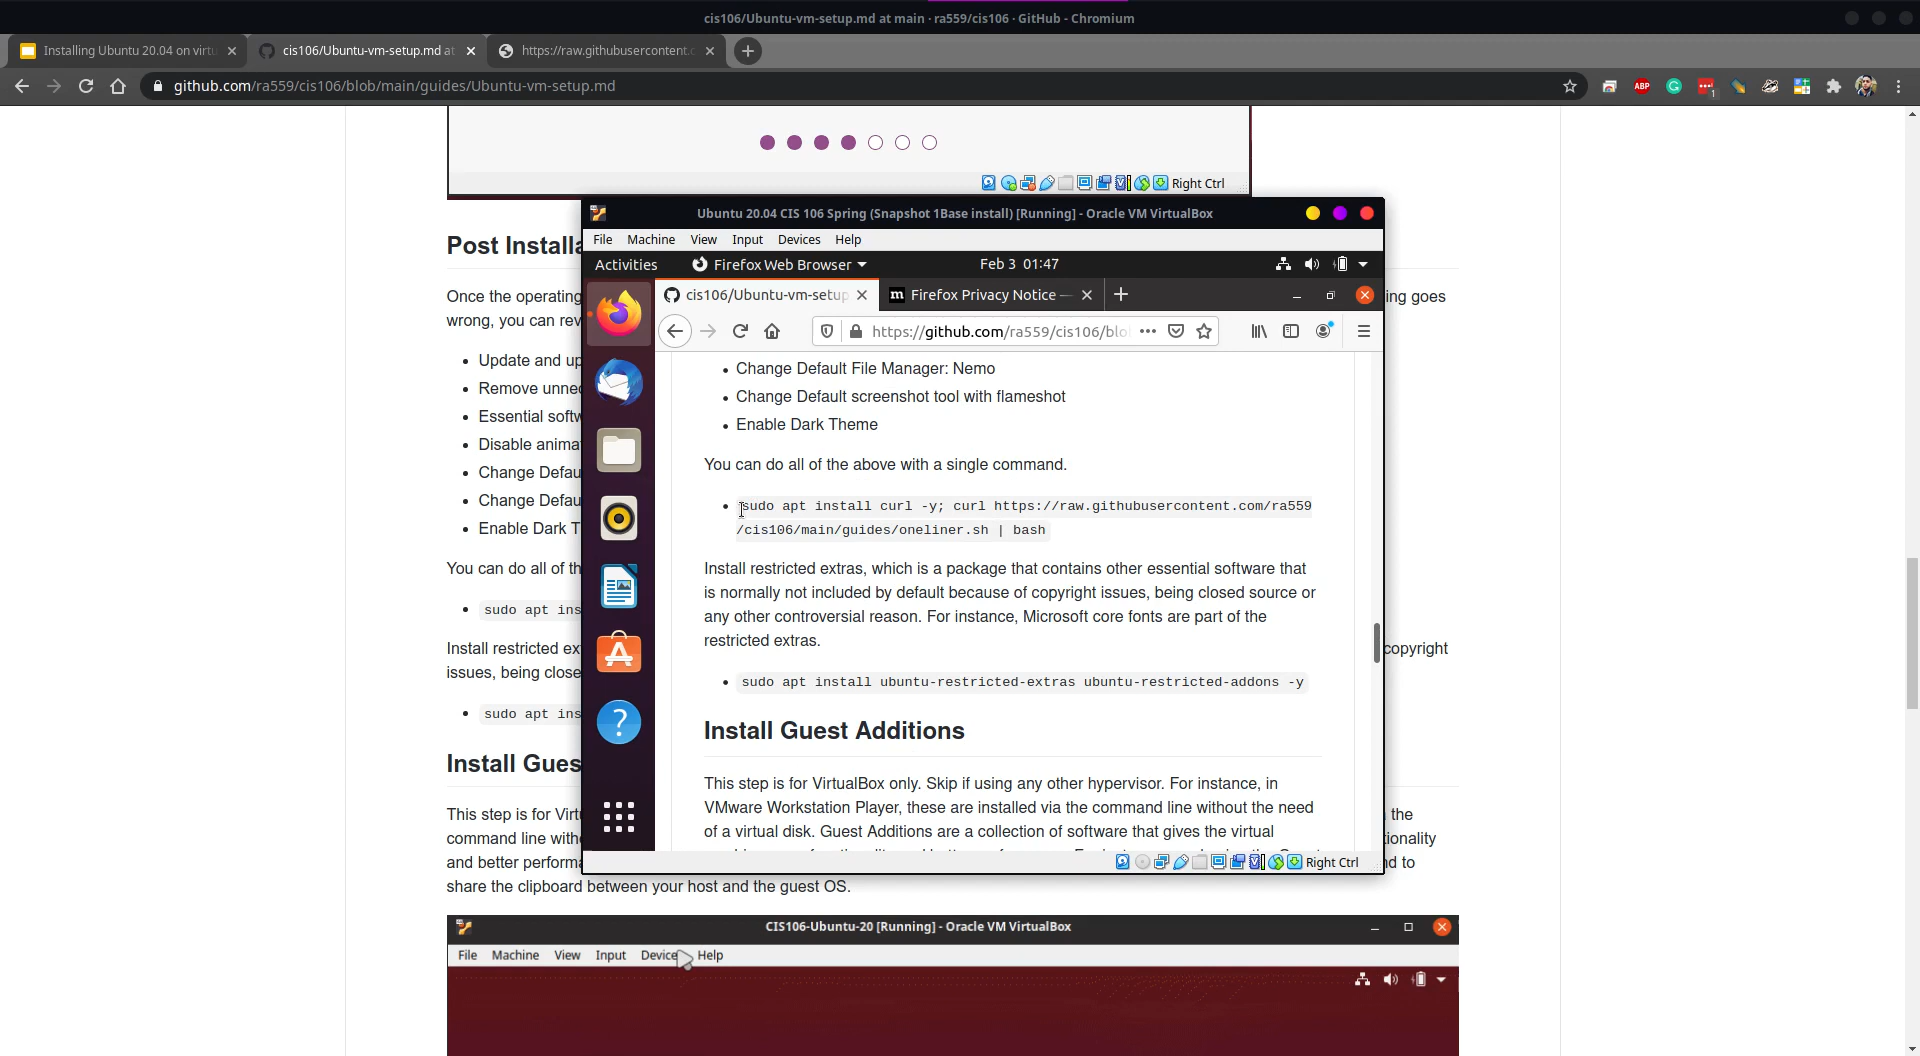 cis106/Ubuntu-vm-setup.md at main · ra559/cis106 · GitHub - Chromium
Installing Ubuntu 20.04 on virtu
cis106/Ubuntu-vm-setup.md at
https://raw.githubusercontent.c
github.com/ra559/cis106/blob/main/guides/Ubuntu-vm-setup.md
ABP
1
Right Ctrl
Post Installa
Once the operating
ing goes
wrong, you can rev
Update and up
Remove unnec
Essential softw
Disable anima
Change Defau
Change Defau
Enable Dark T
You can do all of th
sudo apt ins
Install restricted ex
copyright
issues, being close
sudo apt ins
Install Gues
This step is for Virtu
the
command line witho
ionality
and better performa
nd to
share the clipboard between your host and the guest OS.
Ubuntu 20.04 CIS 106 Spring (Snapshot 1Base install) [Running] - Oracle VM VirtualBox
File Machine View Input Devices Help
Activities
Firefox Web Browser
Feb 3 01:47
cis106/Ubuntu-vm-setup
m
Firefox Privacy Notice —
https://github.com/ra559/cis106/blo
Change Default File Manager: Nemo
Change Default screenshot tool with flameshot
Enable Dark Theme
You can do all of the above with a single command.
sudo apt install curl -y; curl https://raw.githubusercontent.com/ra559
/cis106/main/guides/oneliner.sh | bash
Install restricted extras, which is a package that contains other essential software that
is normally not included by default because of copyright issues, being closed source or
any other controversial reason. For instance, Microsoft core fonts are part of the
restricted extras.
sudo apt install ubuntu-restricted-extras ubuntu-restricted-addons -y
Install Guest Additions
This step is for VirtualBox only. Skip if using any other hypervisor. For instance, in
VMware Workstation Player, these are installed via the command line without the need
of a virtual disk. Guest Additions are a collection of software that gives the virtual
Right Ctrl
CIS106-Ubuntu-20 [Running] - Oracle VM VirtualBox
File Machine View Input Device Help